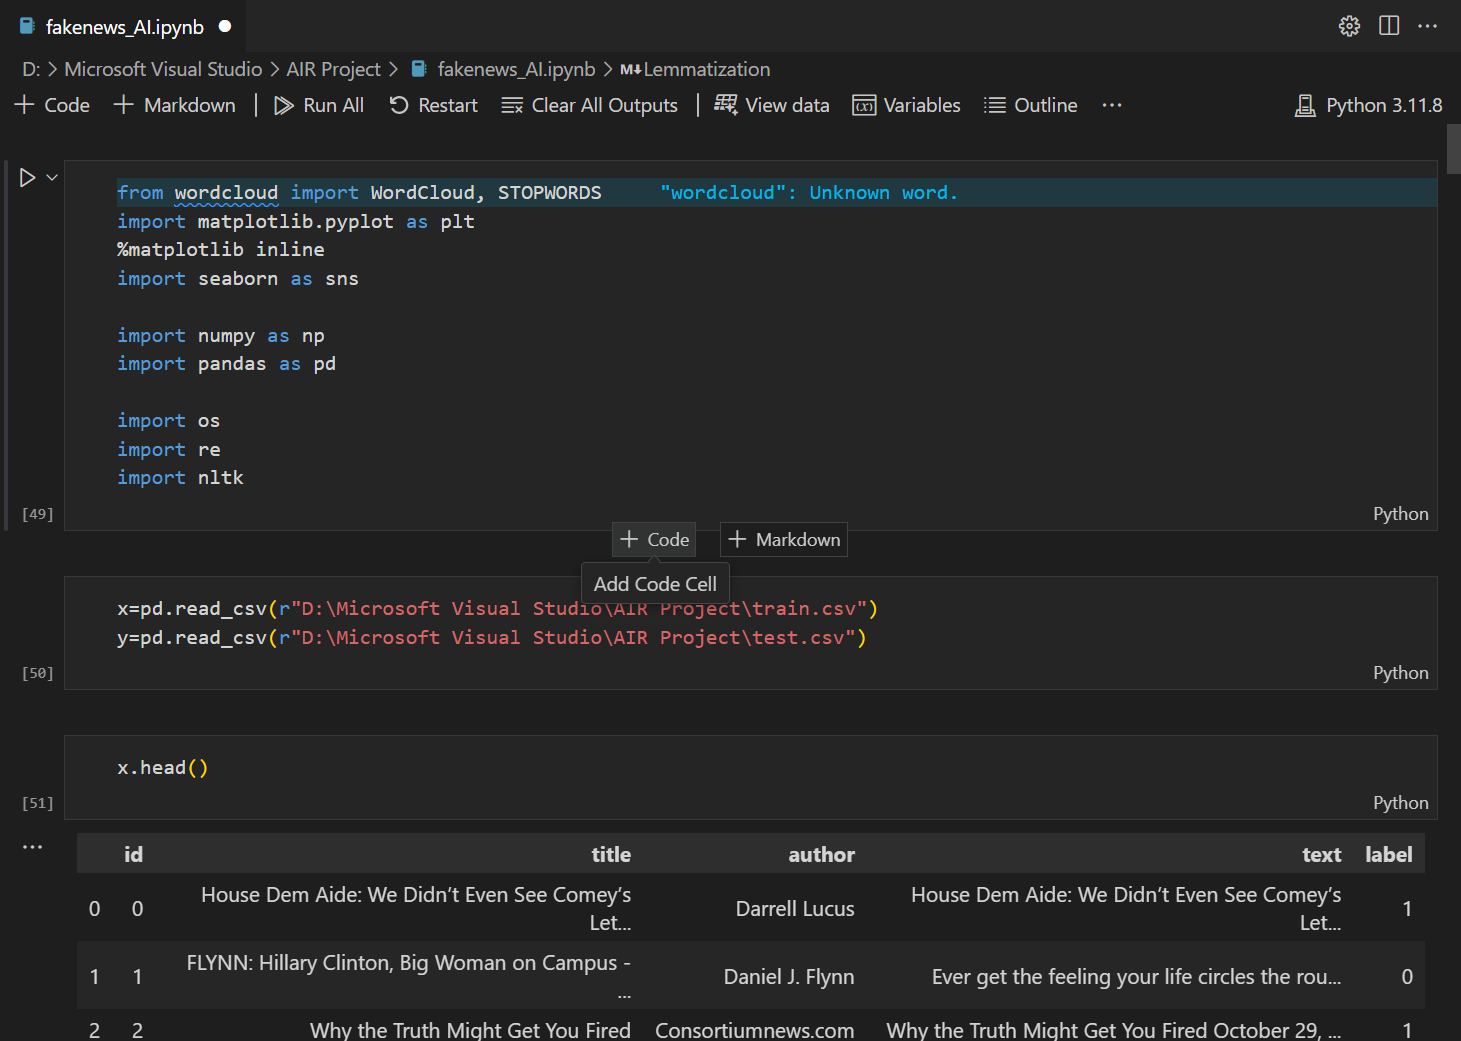 fakenews_AI.ipynb
D: > Microsoft Visual Studio > AIR Project > fakenews_AI.ipynb > M↓Lemmatization
+ Code + Markdown | Run All Restart Clear All Outputs | View data Variables Outline ··· Python 3.11.8
from wordcloud import WordCloud, STOPWORDS "wordcloud": Unknown word.
import matplotlib.pyplot as plt
%matplotlib inline
import seaborn as sns
import numpy as np
import pandas as pd
import os
import re
import nltk
[49] Python
+ Code + Markdown
Add Code Cell
x=pd.read_csv(r"D:\Microsoft Visual Studio\AIR Project\train.csv")
y=pd.read_csv(r"D:\Microsoft Visual Studio\AIR Project\test.csv")
[50] Python
x.head()
[51] Python
···
id title author text label
0 0 House Dem Aide: We Didn’t Even See Comey’s Let... Darrell Lucus House Dem Aide: We Didn’t Even See Comey’s Let... 1
1 1 FLYNN: Hillary Clinton, Big Woman on Campus - ... Daniel J. Flynn Ever get the feeling your life circles the rou... 0
2 2 Why the Truth Might Get You Fired Consortiumnews.com Why the Truth Might Get You Fired October 29, ... 1